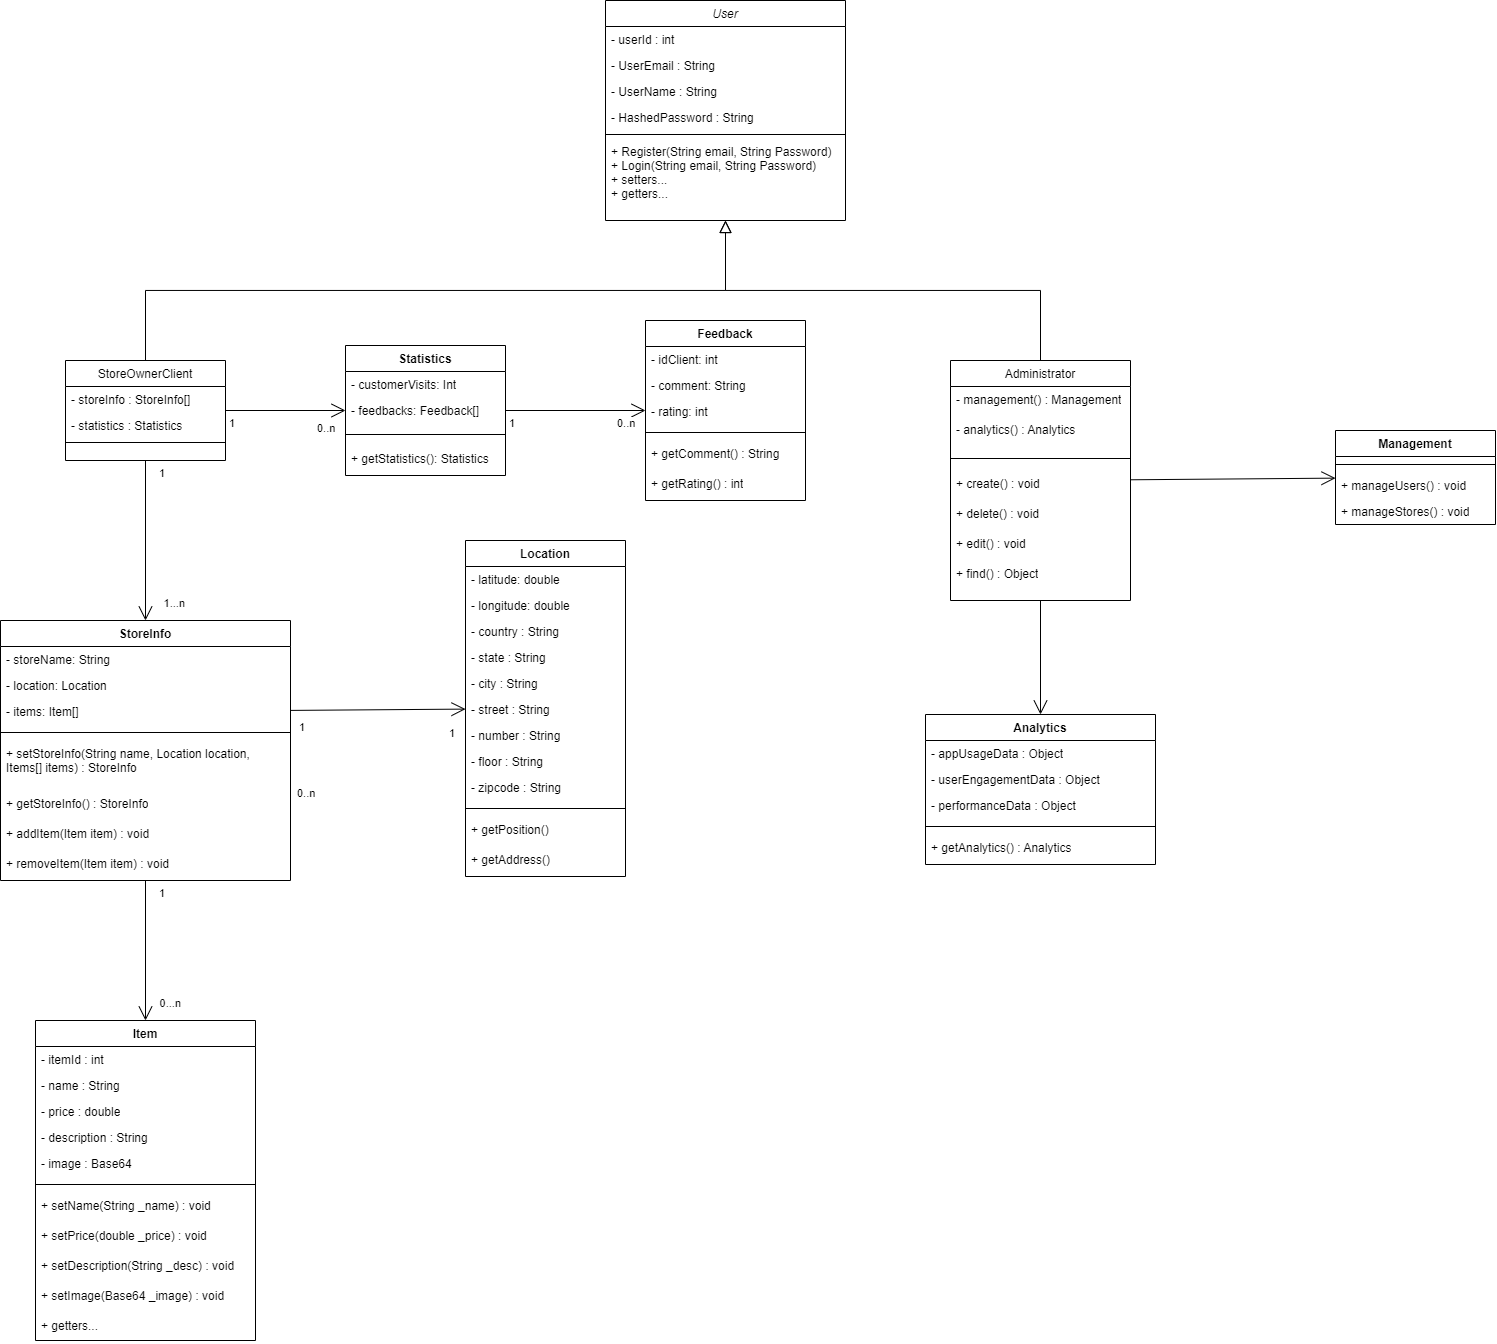 User
- userId : int
- UserEmail : String
- UserName : String
- HashedPassword : String
+ Register(String email, String Password)
+ Login(String email, String Password)
+ setters...
+ getters...
StoreOwnerClient
- storeInfo : StoreInfo[]
- statistics : Statistics
1
0..n
1
1...n
Statistics
- customerVisits: Int
- feedbacks: Feedback[]
+ getStatistics(): Statistics
1
0..n
Feedback
- idClient: int
- comment: String
- rating: int
+ getComment() : String
+ getRating() : int
Administrator
- management() : Management
- analytics() : Analytics
+ create() : void
+ delete() : void
+ edit() : void
+ find() : Object
Management
+ manageUsers() : void
+ manageStores() : void
StoreInfo
- storeName: String
- location: Location
- items: Item[]
+ setStoreInfo(String name, Location location,
Items[] items) : StoreInfo
+ getStoreInfo() : StoreInfo
+ addItem(Item item) : void
+ removeItem(Item item) : void
1
1
0..n
1
0...n
Location
- latitude: double
- longitude: double
- country : String
- state : String
- city : String
- street : String
- number : String
- floor : String
- zipcode : String
+ getPosition()
+ getAddress()
Analytics
- appUsageData : Object
- userEngagementData : Object
- performanceData : Object
+ getAnalytics() : Analytics
Item
- itemId : int
- name : String
- price : double
- description : String
- image : Base64
+ setName(String _name) : void
+ setPrice(double _price) : void
+ setDescription(String _desc) : void
+ setImage(Base64 _image) : void
+ getters...